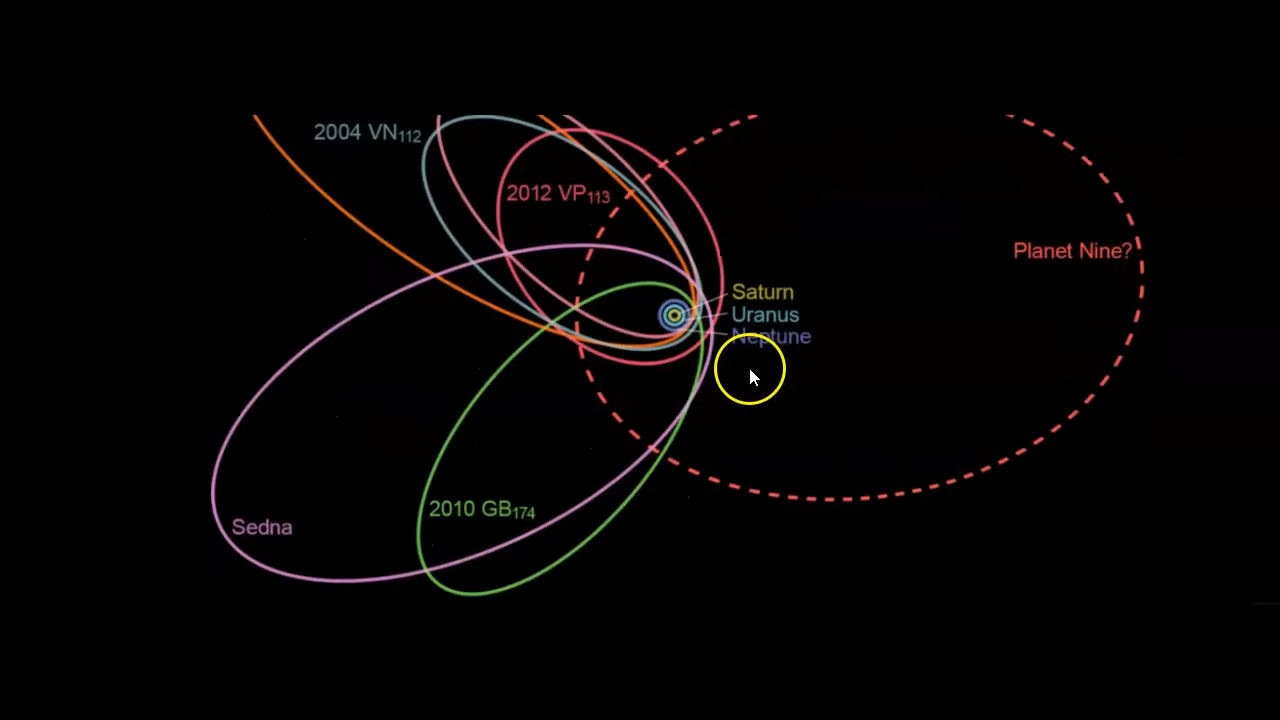 2004 VN112
2012 VP113
Planet Nine?
Saturn
Uranus
Neptune
2010 GB174
Sedna